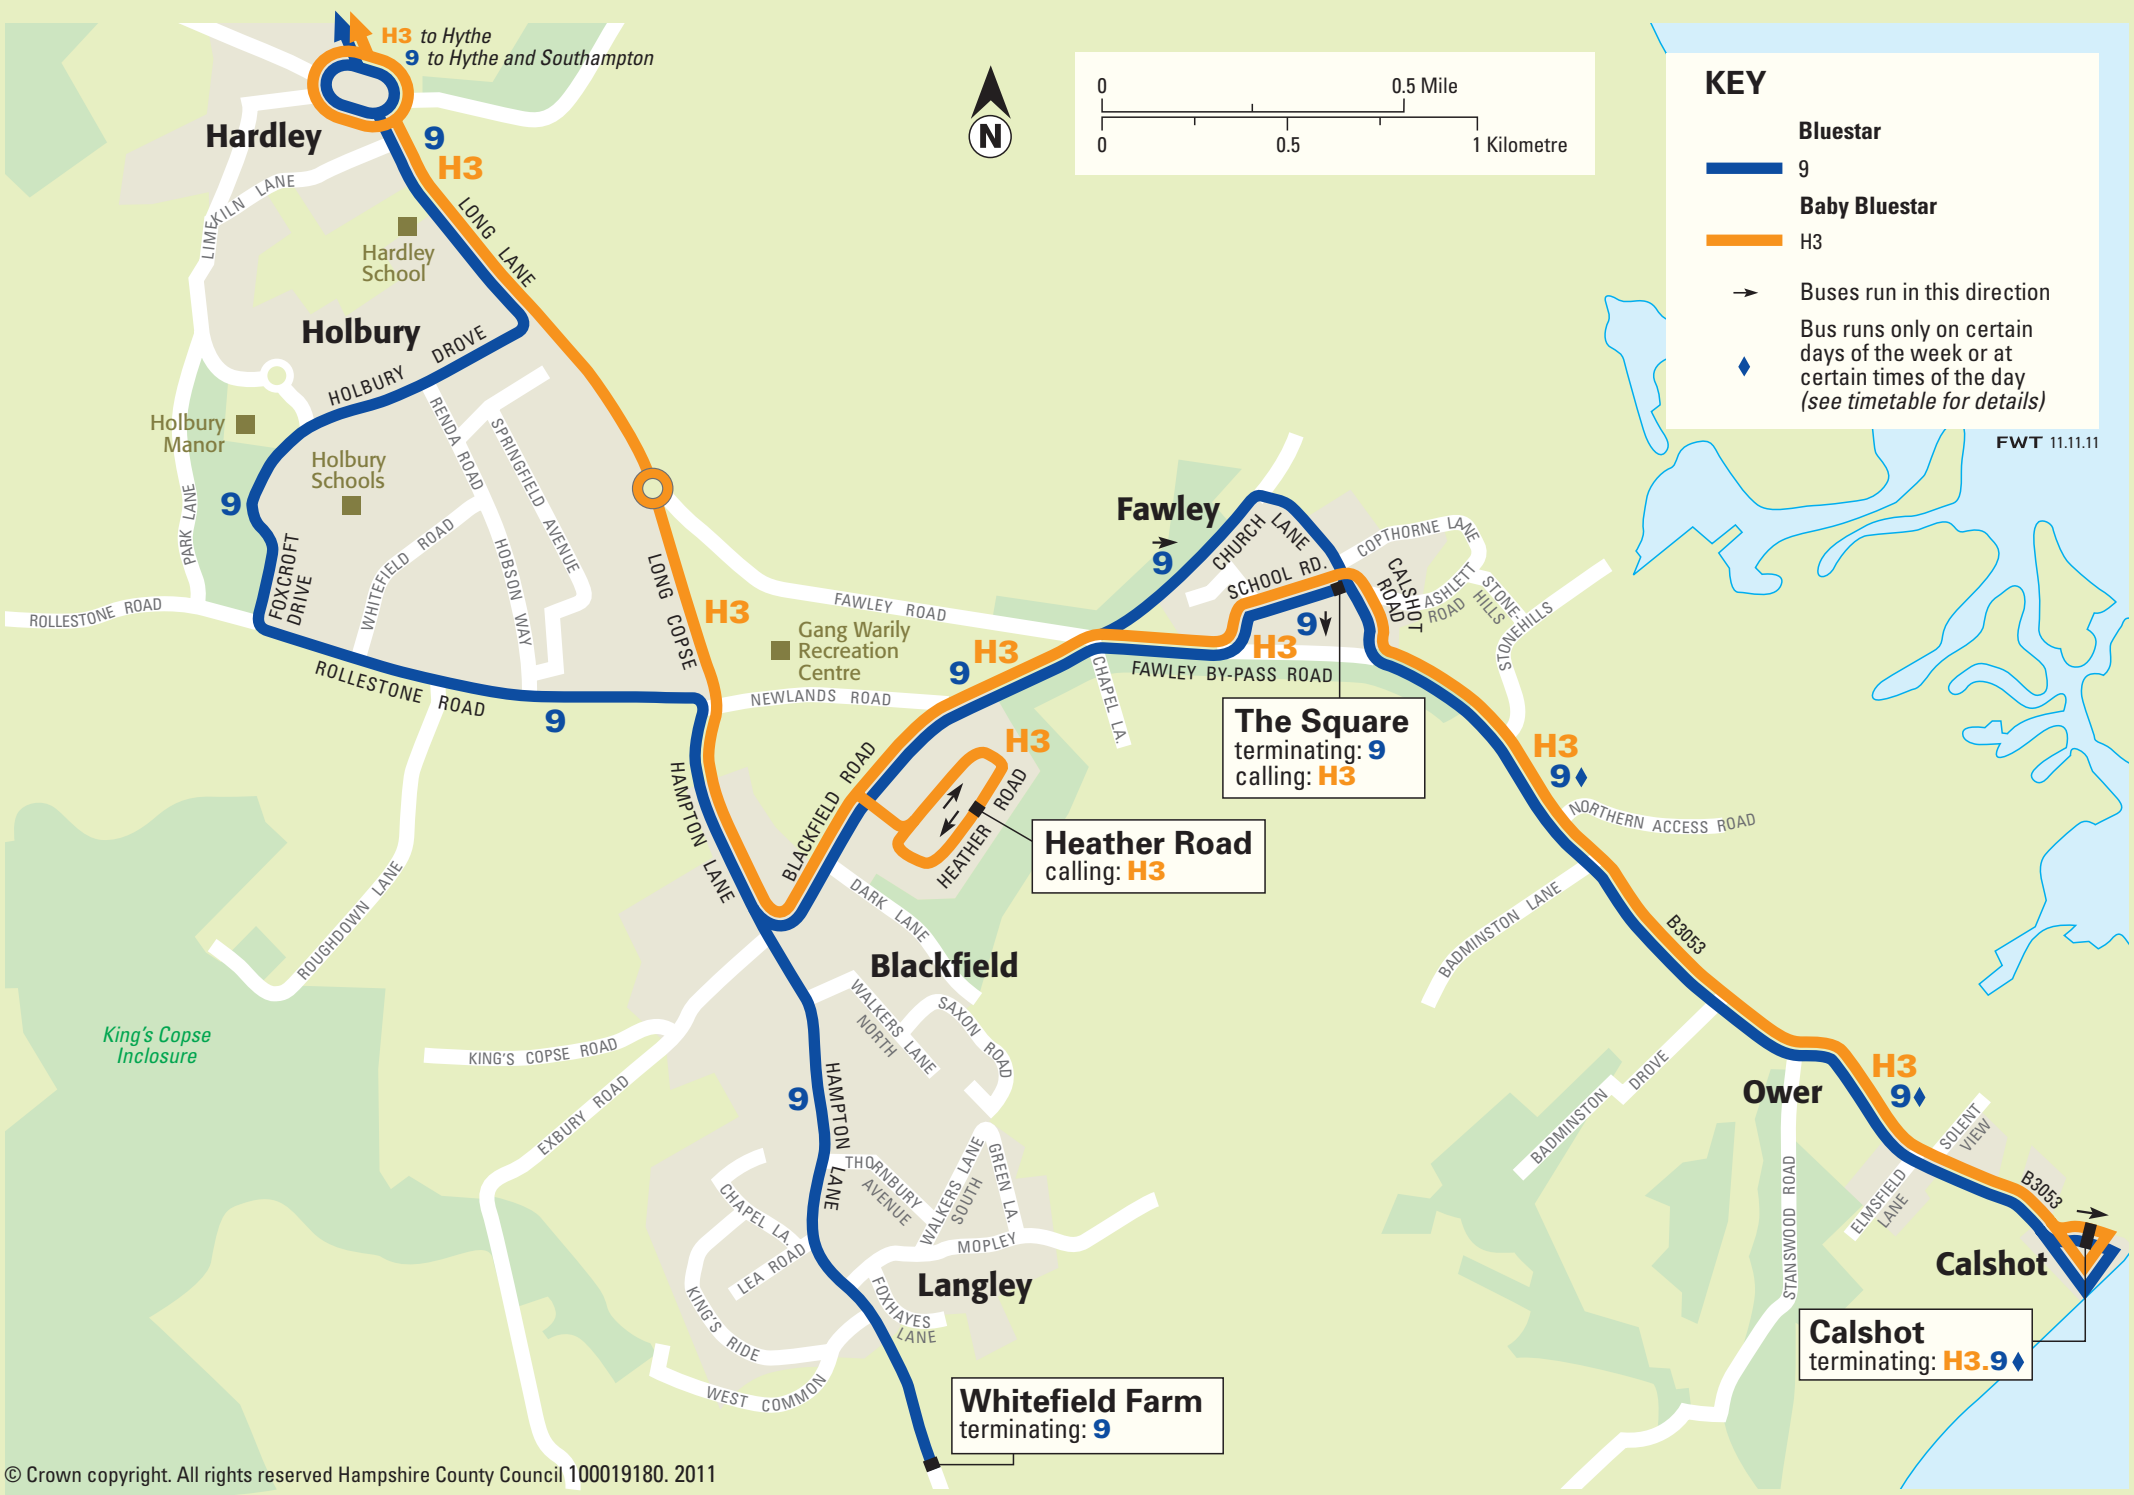 H3 to Hythe
9 to Hythe and Southampton
Hardley
9
H3
LIMEKILN LANE
LONG LANE
Hardley
School
Holbury
HOLBURY DROVE
Holbury
Manor
Holbury
Schools
RENDA ROAD
SPRINGFIELD AVENUE
PARK LANE
9
FOXCROFT
DRIVE
WHITEFIELD ROAD
HOBSON WAY
ROLLESTONE ROAD
ROLLESTONE ROAD
9
LONG COPSE
H3
FAWLEY ROAD
Gang Warily
Recreation
Centre
NEWLANDS ROAD
HAMPTON LANE
BLACKFIELD ROAD
9
H3
H3
HEATHER ROAD
Heather Road
calling: H3
DARK LANE
Blackfield
ROUGHDOWN LANE
King's Copse
Inclosure
KING'S COPSE ROAD
EXBURY ROAD
WALKERS LANE
NORTH
SAXON ROAD
9
HAMPTON LANE
THORNBURY
AVENUE
WALKERS LANE
SOUTH
GREEN LA.
CHAPEL LA.
LEA ROAD
MOPLEY
Langley
FOXHAYES
LANE
KING'S RIDE
WEST COMMON
Whitefield Farm
terminating: 9
N
0 0.5 Mile
0 0.5 1 Kilometre
KEY
Bluestar
9
Baby Bluestar
H3
Buses run in this direction
Bus runs only on certain
days of the week or at
certain times of the day
(see timetable for details)
FWT 11.11.11
Fawley
9
CHURCH LANE
SCHOOL RD.
COPTHORNE LANE
CALSHOT
ROAD
ASHLETT
ROAD
STONE-
HILLS
STONEHILLS
9
H3
FAWLEY BY-PASS ROAD
CHAPEL LA.
The Square
terminating: 9
calling: H3
H3
9
NORTHERN ACCESS ROAD
BADMINSTON LANE
B3053
BADMINSTON DROVE
Ower
H3
9
STANSWOOD ROAD
SOLENT
VIEW
ELMSFIELD
LANE
B3053
Calshot
Calshot
terminating: H3.9
© Crown copyright. All rights reserved Hampshire County Council 100019180. 2011